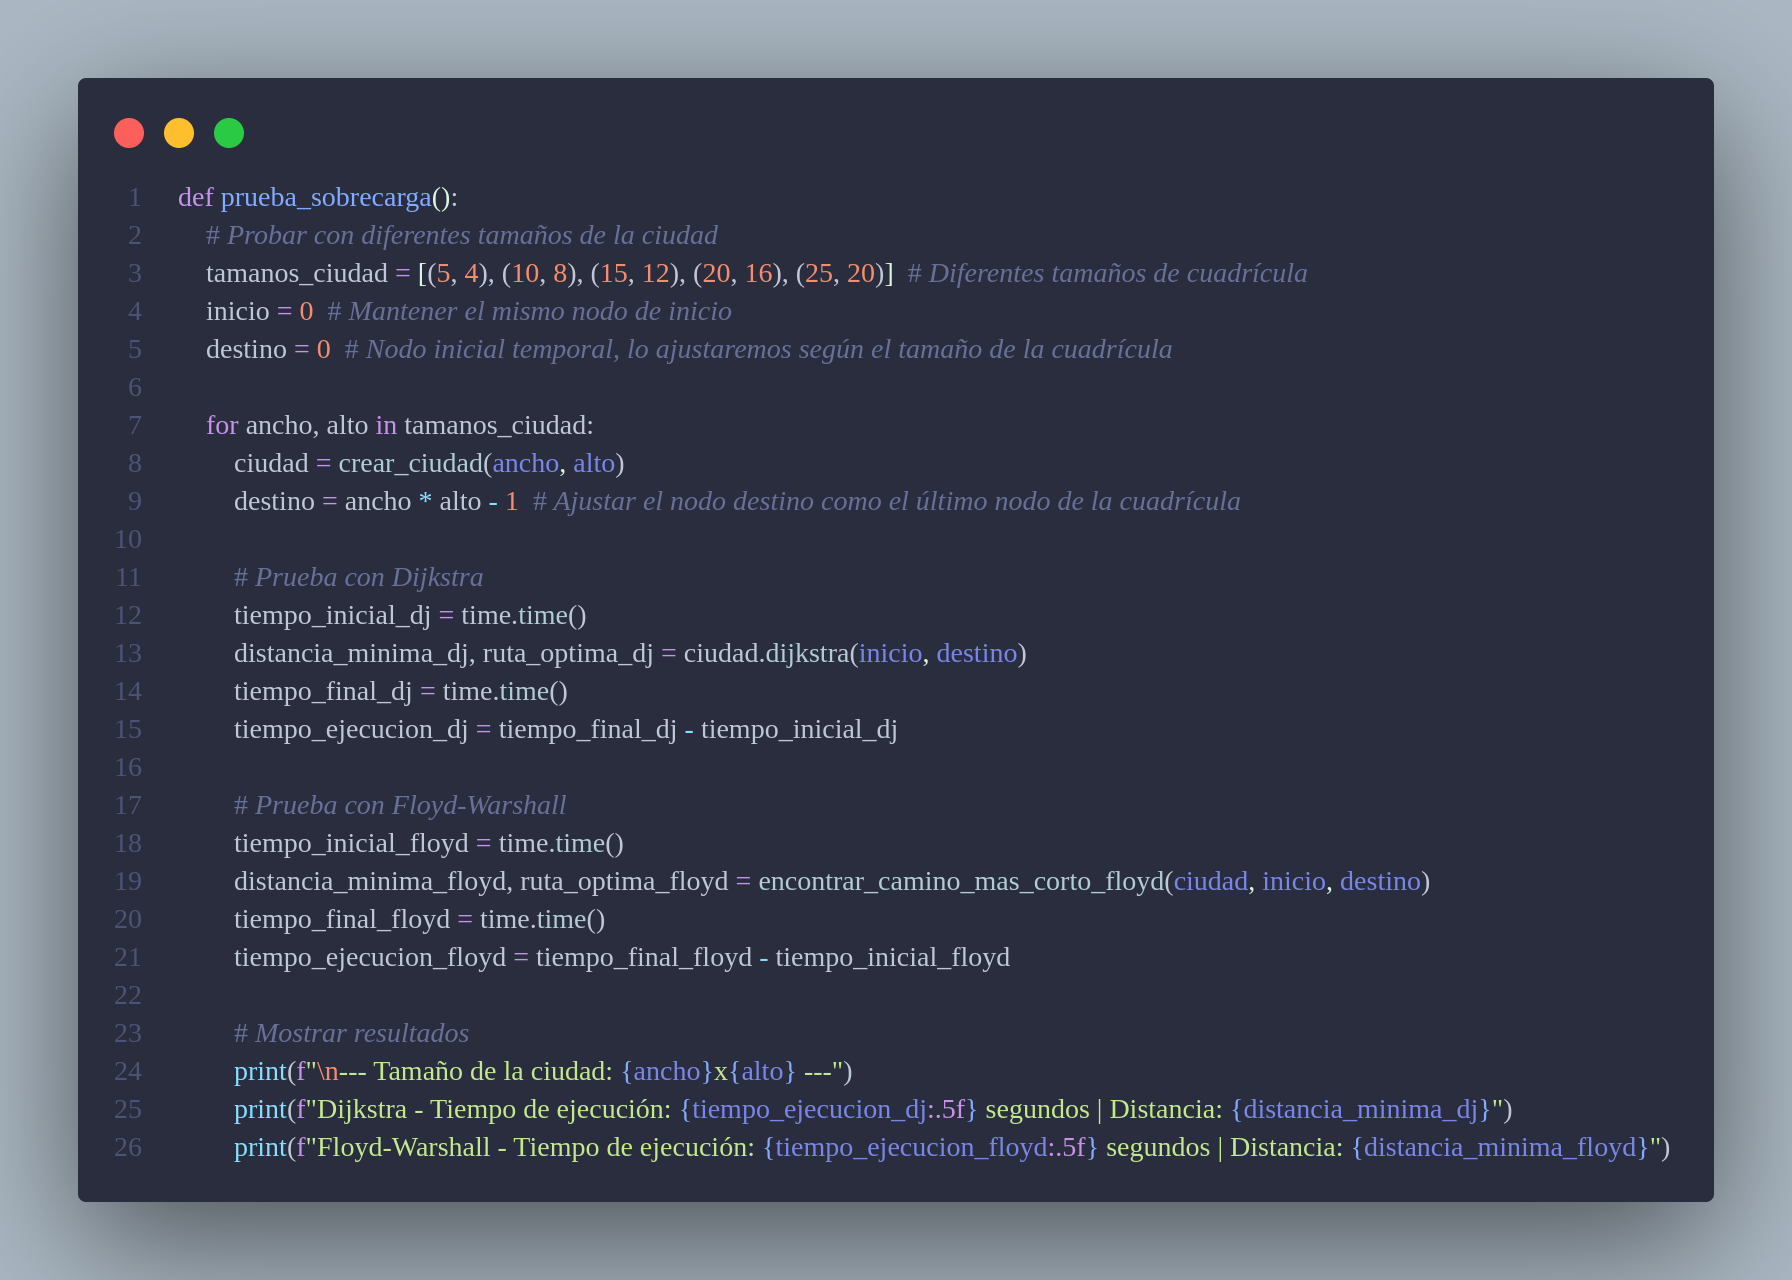 1 def prueba_sobrecarga():
2     # Probar con diferentes tamaños de la ciudad
3     tamanos_ciudad = [(5, 4), (10, 8), (15, 12), (20, 16), (25, 20)]  # Diferentes tamaños de cuadrícula
4     inicio = 0  # Mantener el mismo nodo de inicio
5     destino = 0  # Nodo inicial temporal, lo ajustaremos según el tamaño de la cuadrícula
6
7     for ancho, alto in tamanos_ciudad:
8         ciudad = crear_ciudad(ancho, alto)
9         destino = ancho * alto - 1  # Ajustar el nodo destino como el último nodo de la cuadrícula
10
11         # Prueba con Dijkstra
12         tiempo_inicial_dj = time.time()
13         distancia_minima_dj, ruta_optima_dj = ciudad.dijkstra(inicio, destino)
14         tiempo_final_dj = time.time()
15         tiempo_ejecucion_dj = tiempo_final_dj - tiempo_inicial_dj
16
17         # Prueba con Floyd-Warshall
18         tiempo_inicial_floyd = time.time()
19         distancia_minima_floyd, ruta_optima_floyd = encontrar_camino_mas_corto_floyd(ciudad, inicio, destino)
20         tiempo_final_floyd = time.time()
21         tiempo_ejecucion_floyd = tiempo_final_floyd - tiempo_inicial_floyd
22
23         # Mostrar resultados
24         print(f"\n--- Tamaño de la ciudad: {ancho}x{alto} ---")
25         print(f"Dijkstra - Tiempo de ejecución: {tiempo_ejecucion_dj:.5f} segundos | Distancia: {distancia_minima_dj}")
26         print(f"Floyd-Warshall - Tiempo de ejecución: {tiempo_ejecucion_floyd:.5f} segundos | Distancia: {distancia_minima_floyd}")